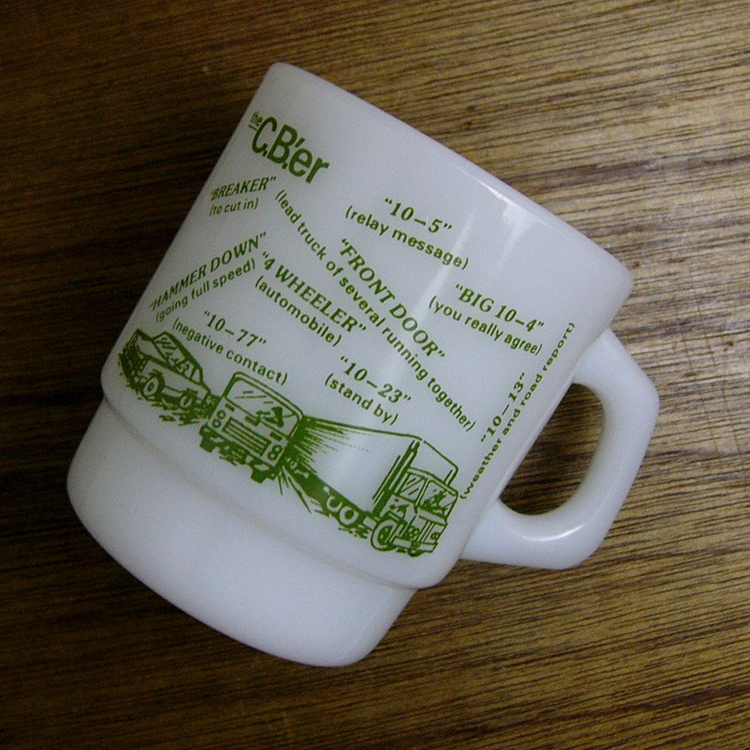 the
C.B.'er
"BREAKER"
(to cut in)
"10-5"
(relay message)
"FRONT DOOR"
(lead truck of several running together)
"BIG 10-4"
(you really agree)
"HAMMER DOWN"
(going full speed)
"4 WHEELER"
(automobile)
"10-77"
(negative contact)
"10-23"
(stand by)
"10-13"
(weather and road report)